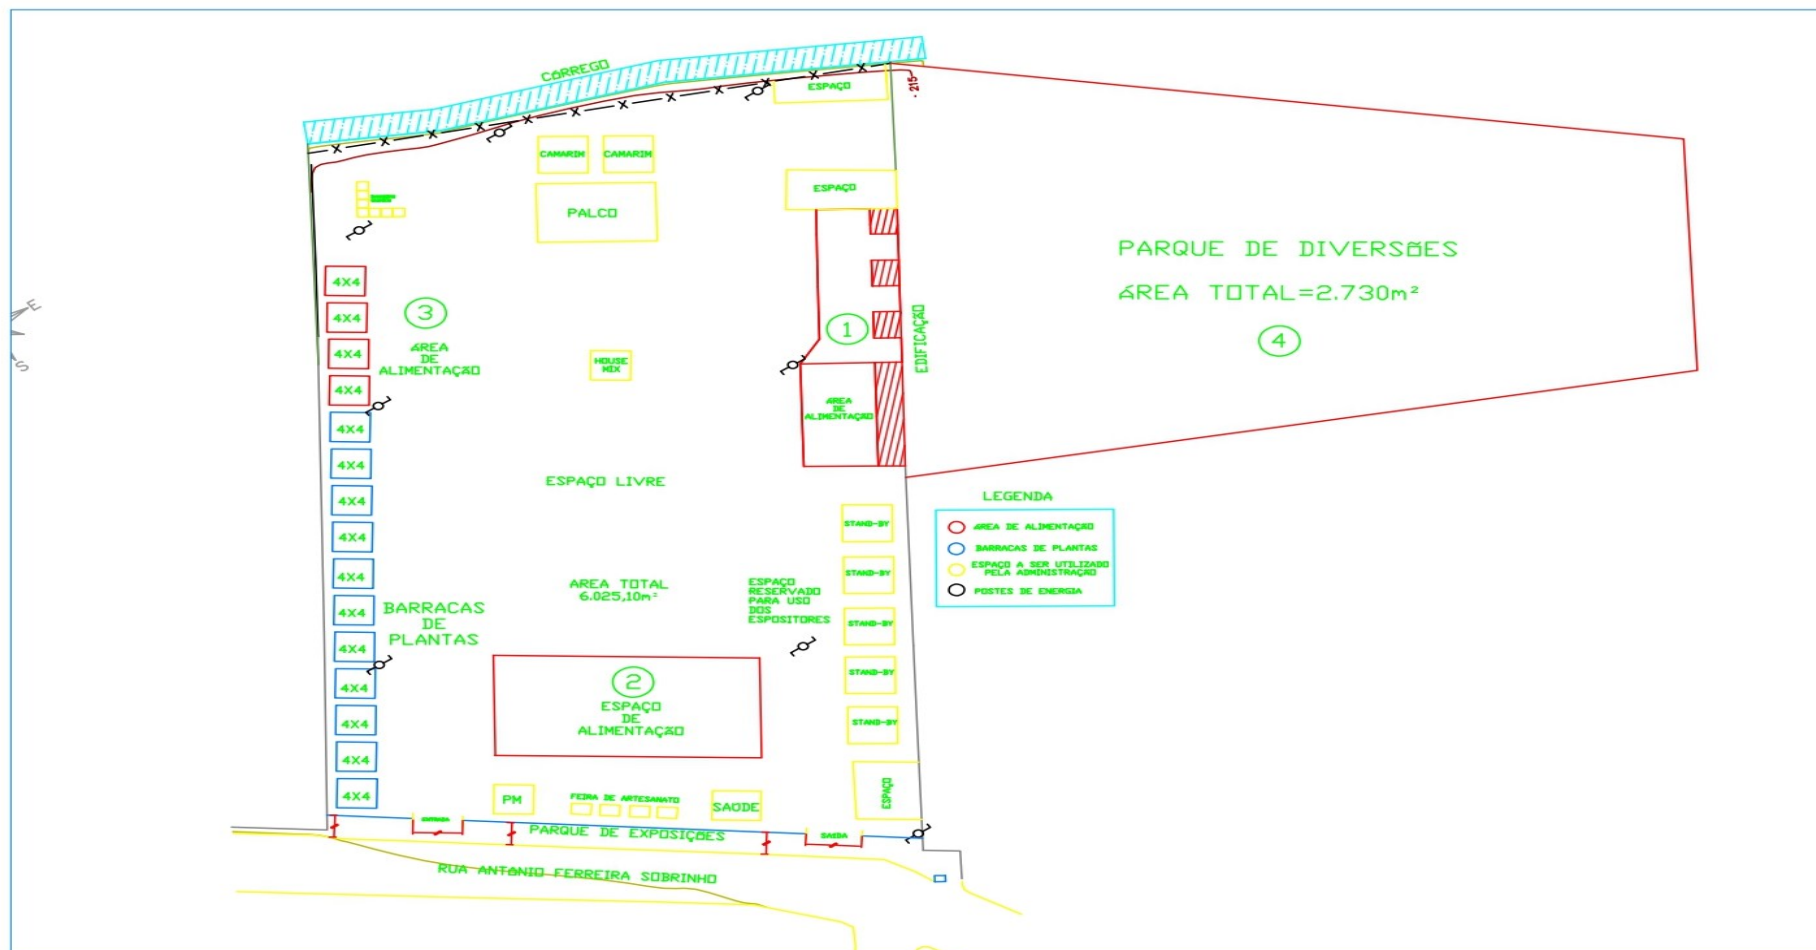 CÓRREGO
ESPAÇO
215
CAMARIM
CAMARIM
ESPAÇO
PALCO
PARQUE DE DIVERSÕES
ÁREA TOTAL=2.730m²
4
E
S
4X4
4X4
4X4
4X4
3
ÁREA
DE
ALIMENTAÇÃO
HOUSE
MIX
1
EDIFICAÇÃO
ÁREA
DE
ALIMENTAÇÃO
4X4
4X4
4X4
4X4
4X4
4X4
4X4
4X4
4X4
4X4
4X4
ESPAÇO LIVRE
LEGENDA
ÁREA DE ALIMENTAÇÃO
BARRACAS DE PLANTAS
ESPAÇO A SER UTILIZADO
PELA ADMINISTRAÇÃO
POSTES DE ENERGIA
STAND-BY
STAND-BY
STAND-BY
STAND-BY
STAND-BY
AREA TOTAL
6.025,10m²
ESPAÇO
RESERVADO
PARA USO
DOS
ESPOSITORES
BARRACAS
DE
PLANTAS
2
ESPAÇO
DE
ALIMENTAÇÃO
ESPAÇO
PM
FEIRA DE ARTESANATO
SAÚDE
ENTRADA
SAÍDA
PARQUE DE EXPOSIÇÕES
RUA ANTÔNIO FERREIRA SOBRINHO